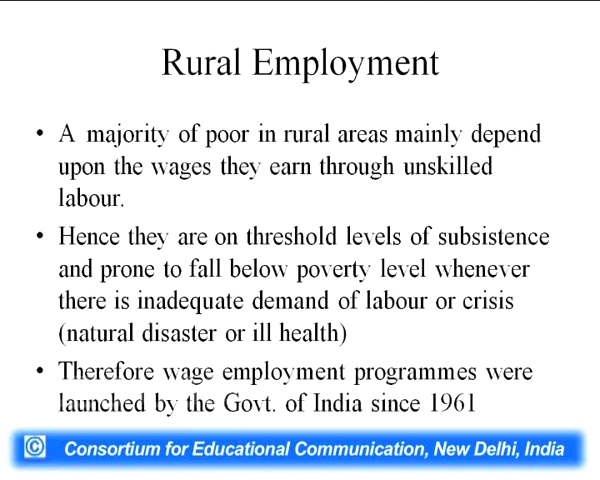 Rural Employment
• A majority of poor in rural areas mainly depend
upon the wages they earn through unskilled
labour.
• Hence they are on threshold levels of subsistence
and prone to fall below poverty level whenever
there is inadequate demand of labour or crisis
(natural disaster or ill health)
• Therefore wage employment programmes were
launched by the Govt. of India since 1961
© Consortium for Educational Communication, New Delhi, India